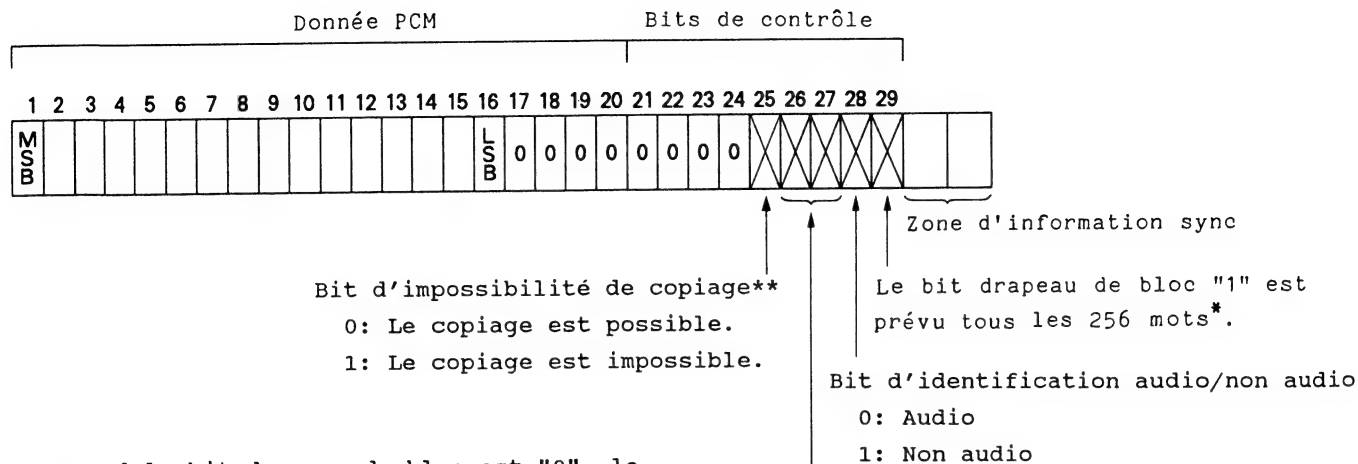 Donnée PCM Bits de contrôle
1 2 3 4 5 6 7 8 9 10 11 12 13 14 15 16 17 18 19 20 21 22 23 24 25 26 27 28 29
MSB LSB 0 0 0 0 0 0 0 0
Zone d'information sync
Bit d'impossibilité de copiage**
0: Le copiage est possible.
1: Le copiage est impossible.
Le bit drapeau de bloc "1" est
prévu tous les 256 mots*.
Bit d'identification audio/non audio
0: Audio
1: Non audio